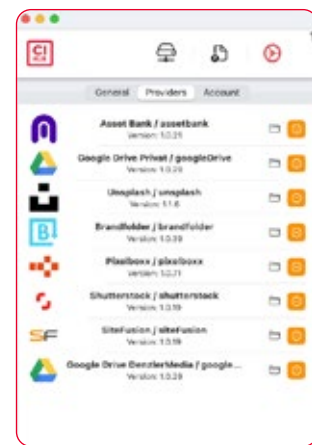 CI
HUB
General Providers Account
Asset Bank / assetbank
Version: 1.0.21
Google Drive Privat / googleDrive
Version: 1.0.29
Unsplash / unsplash
Version: 1.1.6
Brandfolder / brandfolder
Version: 1.0.39
Pixelboxx / pixelboxx
Version: 1.0.71
Shutterstock / shutterstock
Version: 1.0.19
SF
SiteFusion / siteFusion
Version: 1.0.19
Google Drive DenzlerMedia / google...
Version: 1.0.29